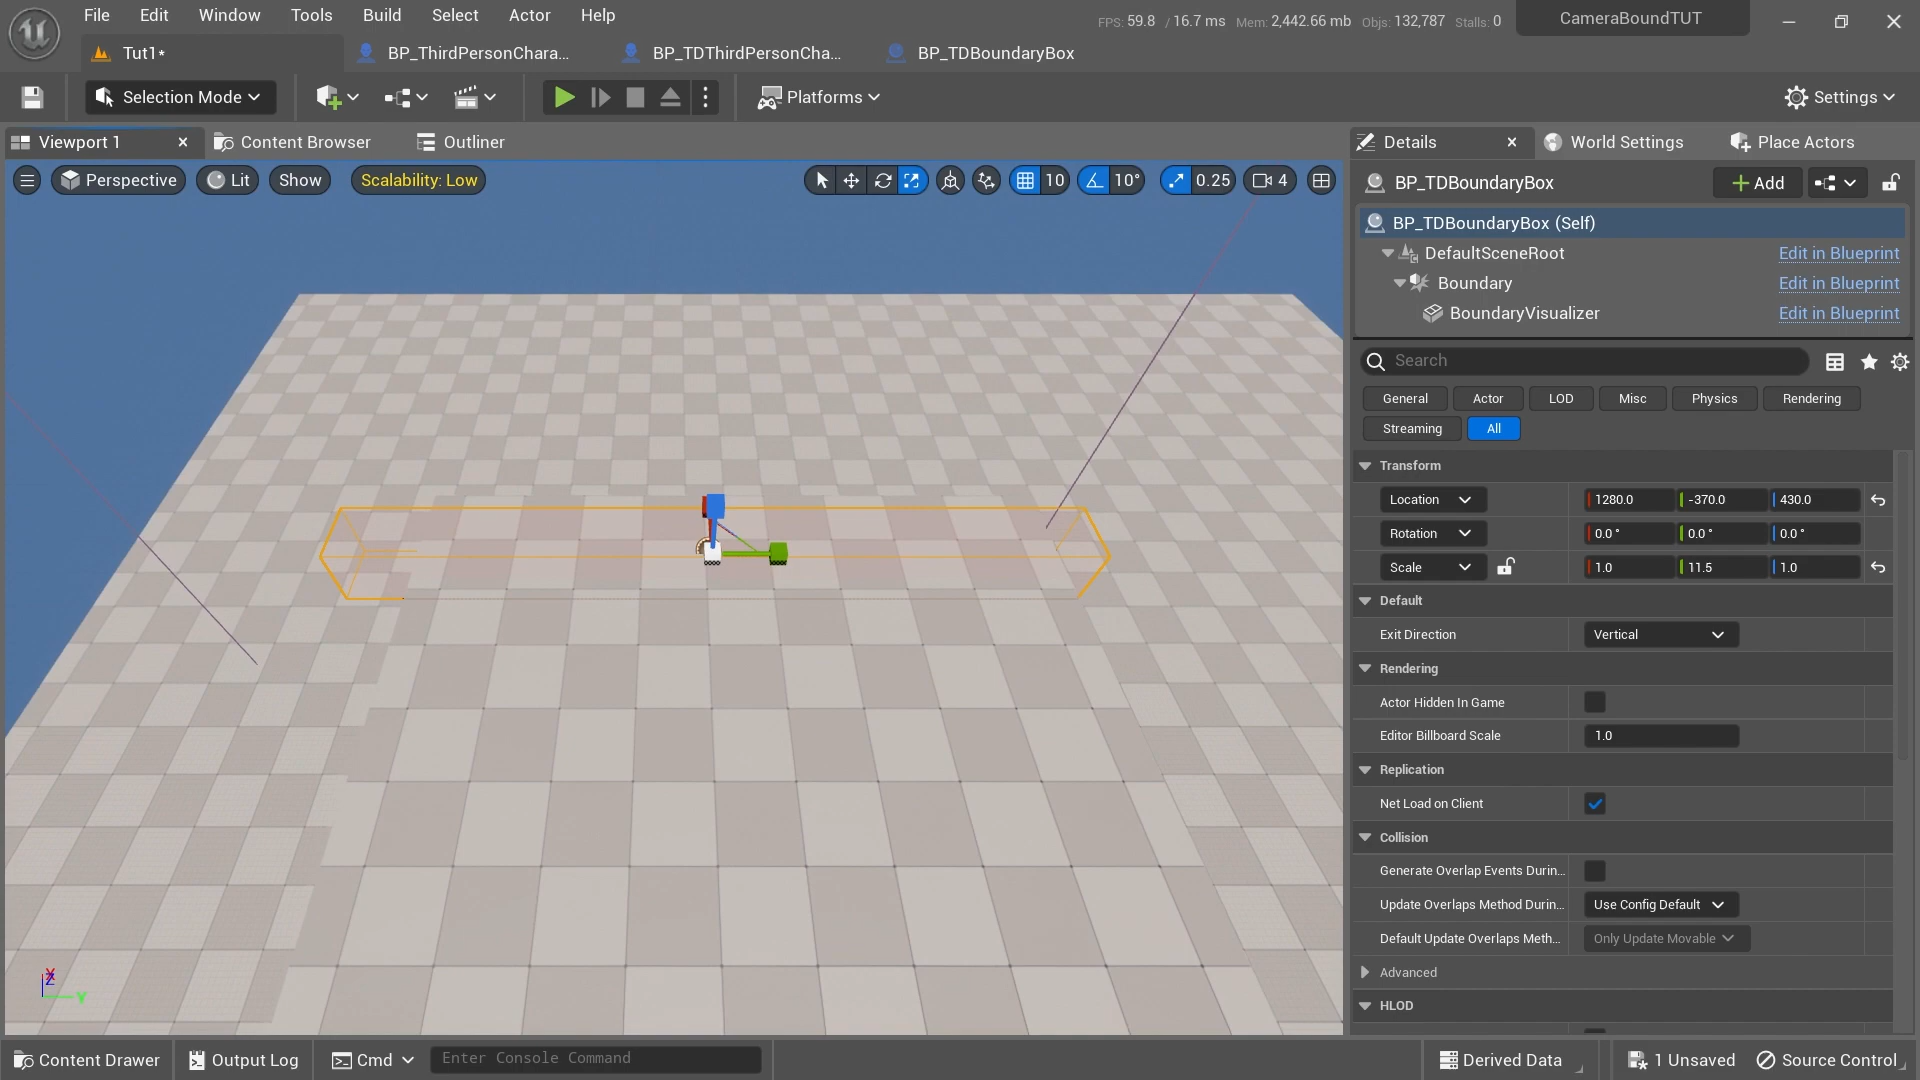 File Edit Window Tools Build Select Actor Help
FPS: 59.8 / 16.7 ms Mem: 2,442.66 mb Objs: 132,787 Stalls: 0
CameraBoundTUT
Tut1*
BP_ThirdPersonChara...
BP_TDThirdPersonCha...
BP_TDBoundaryBox
Selection Mode
Platforms
Settings
Viewport 1
Content Browser
Outliner
Details
World Settings
Place Actors
Perspective
Lit
Show
Scalability: Low
10
10°
0.25
4
BP_TDBoundaryBox
Add
BP_TDBoundaryBox (Self)
DefaultSceneRoot Edit in Blueprint
Boundary Edit in Blueprint
BoundaryVisualizer Edit in Blueprint
Search
General Actor LOD Misc Physics Rendering
Streaming All
Transform
Location 1280.0 -370.0 430.0
Rotation 0.0 ° 0.0 ° 0.0 °
Scale 1.0 11.5 1.0
Default
Exit Direction Vertical
Rendering
Actor Hidden In Game
Editor Billboard Scale 1.0
Replication
Net Load on Client
Collision
Generate Overlap Events Durin...
Update Overlaps Method Durin... Use Config Default
Default Update Overlaps Meth... Only Update Movable
Advanced
HLOD
X
Z
Y
Content Drawer
Output Log
Cmd
Enter Console Command
Derived Data
1 Unsaved
Source Control